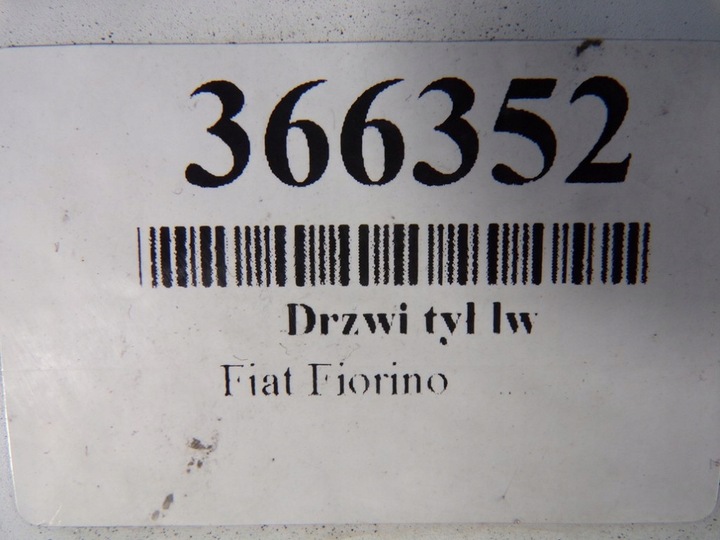 366352
Drzwi tył lw
Fiat Fiorino